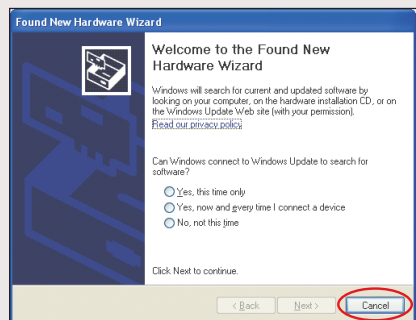 Found New Hardware Wizard
Welcome to the Found New
Hardware Wizard
Windows will search for current and updated software by
looking on your computer, on the hardware installation CD, or on
the Windows Update Web site (with your permission).
Read our privacy policy
Can Windows connect to Windows Update to search for
software?
Yes, this time only
Yes, now and every time I connect a device
No, not this time
Click Next to continue.
< Back Next > Cancel